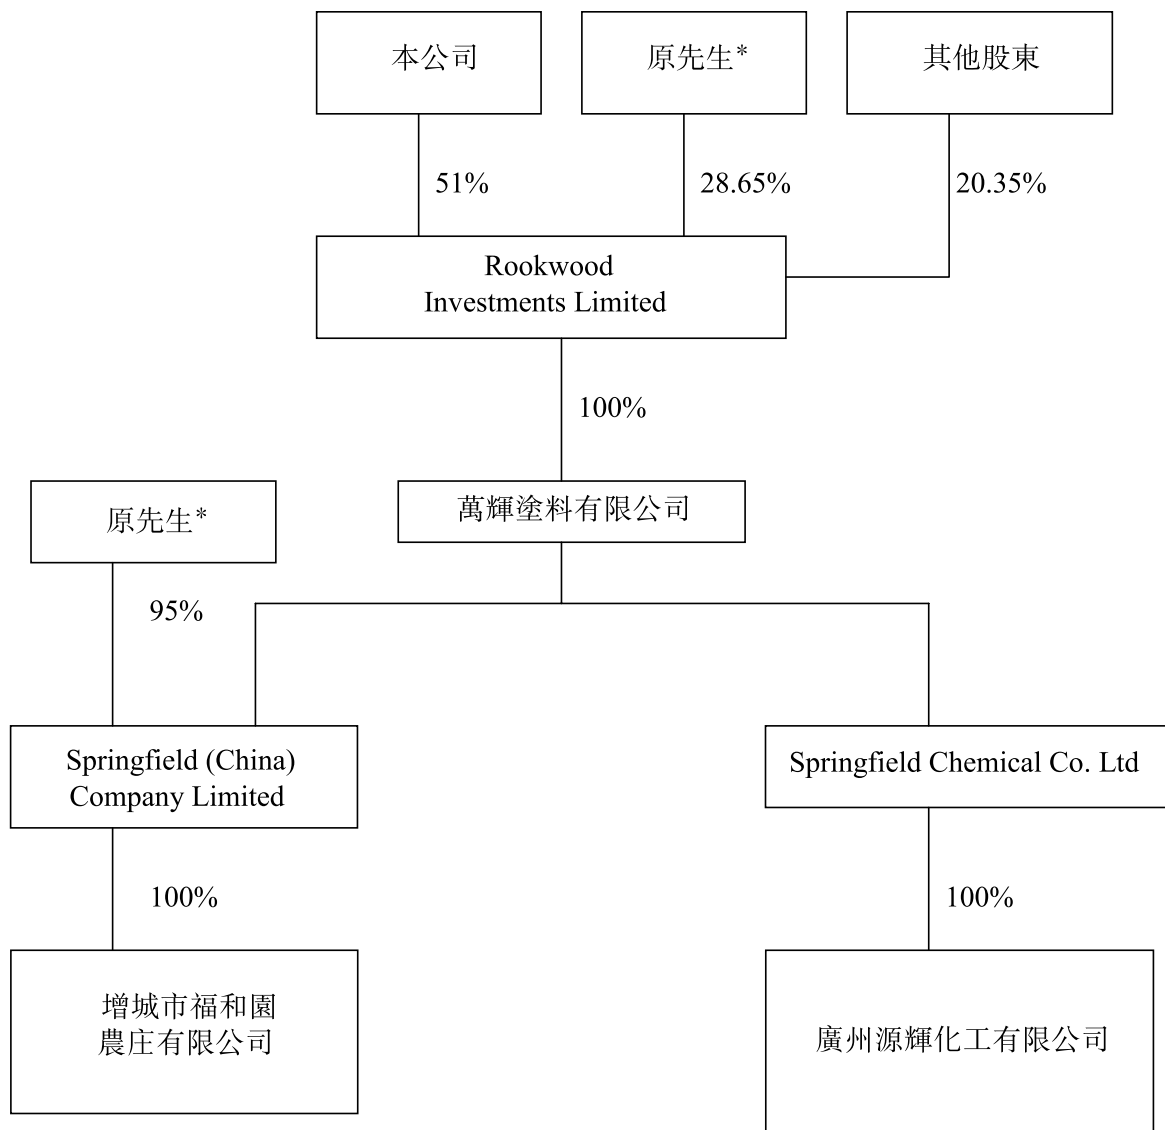 本公司
原先生*
其他股東
51%
28.65%
20.35%
Rookwood
Investments Limited
100%
原先生*
萬輝塗料有限公司
95%
Springfield (China)
Company Limited
Springfield Chemical Co. Ltd
100%
100%
增城市福和園
農庄有限公司
廣州源輝化工有限公司